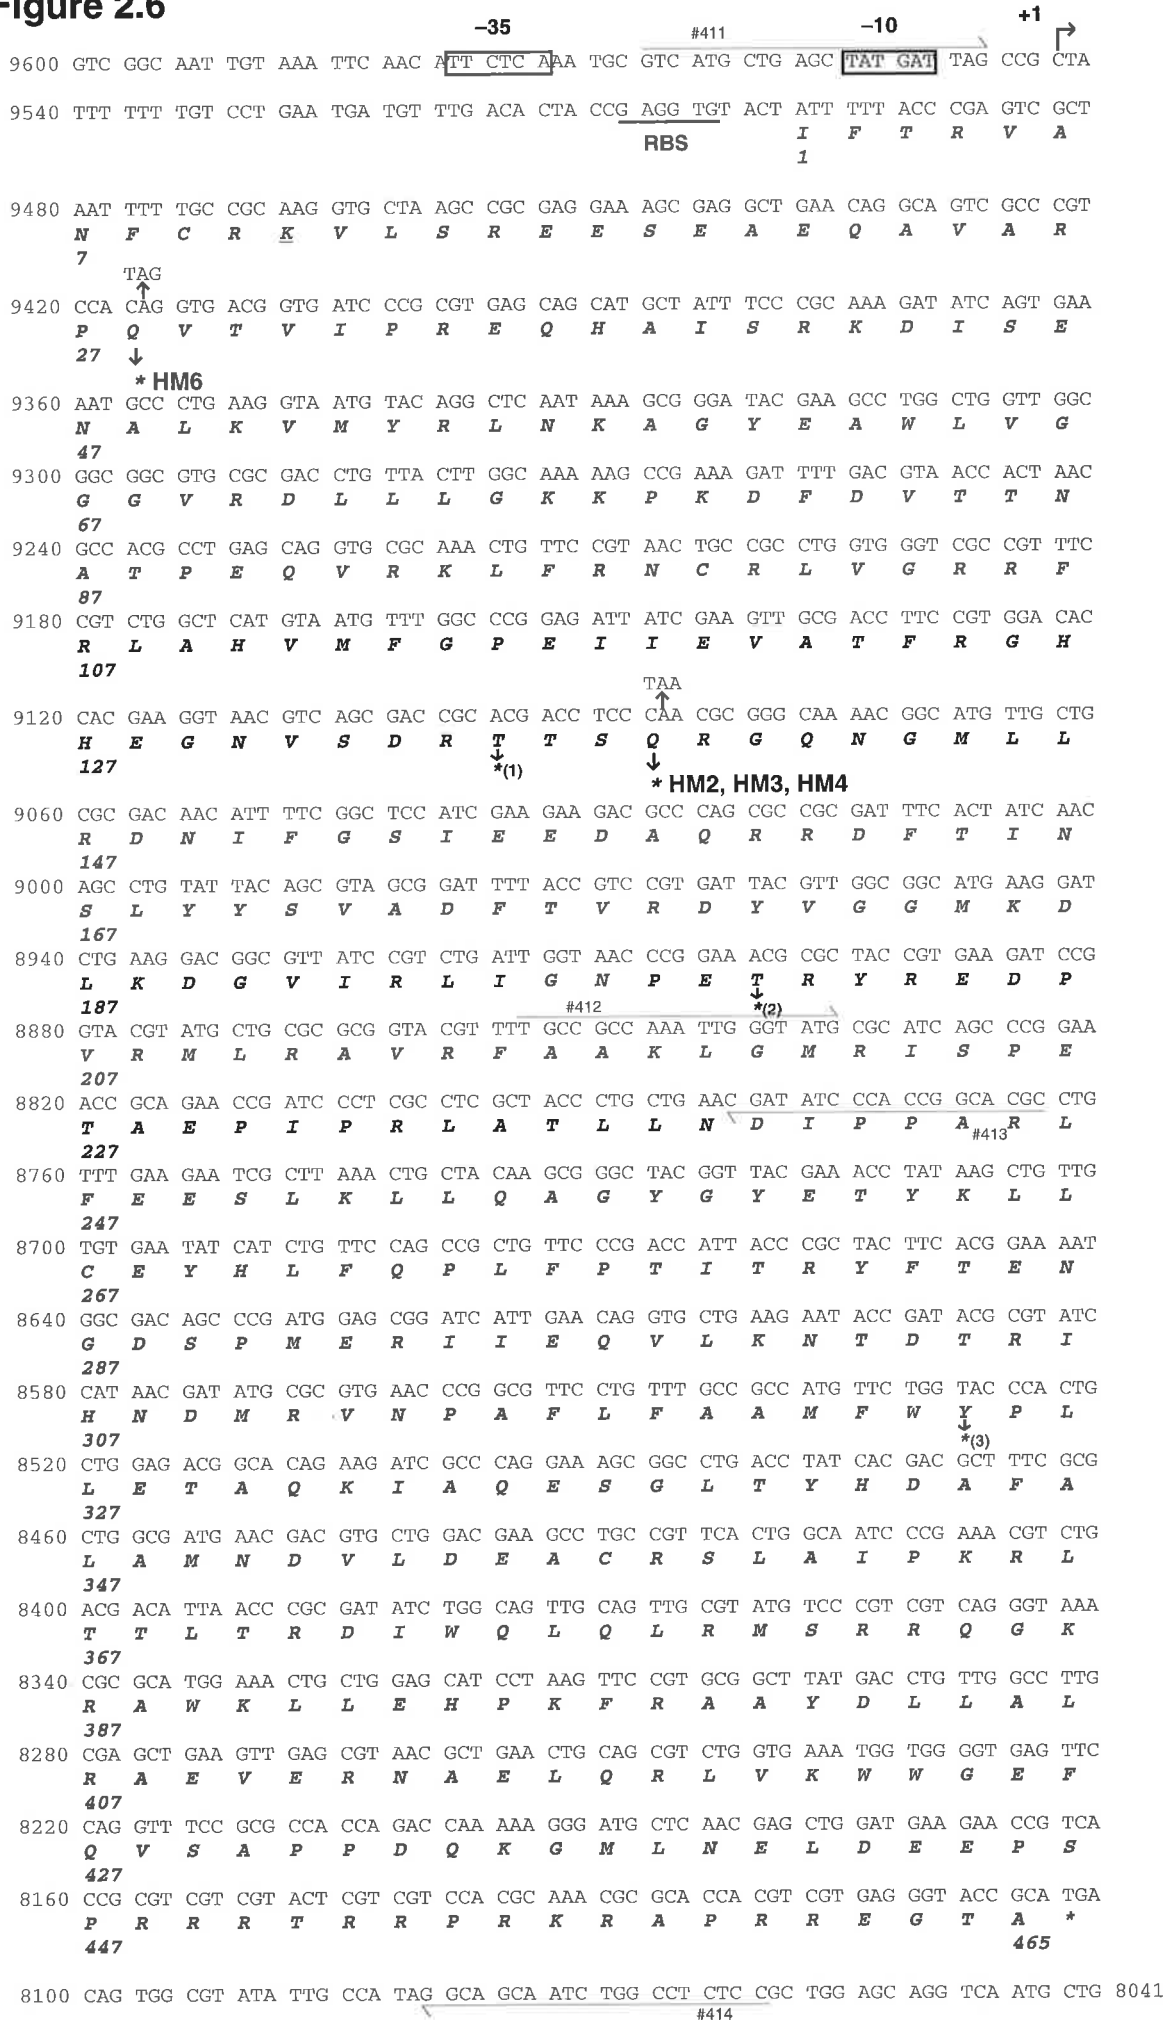 Figure 2.6
−35 #411 −10 +1
9600 GTC GGC AAT TGT AAA TTC AAC ATT CTC AAA TGC GTC ATG CTG AGC TAT GAT TAG CCG CTA
9540 TTT TTT TGT CCT GAA TGA TGT TTG ACA CTA CCG AGG TGT ACT ATT TTT ACC CGA GTC GCT
RBS I F T R V A
1
9480 AAT TTT TGC CGC AAG GTG CTA AGC CGC GAG GAA AGC GAG GCT GAA CAG GCA GTC GCC CGT
N F C R K V L S R E E S E A E Q A V A R
7
TAG
9420 CCA CAG GTG ACG GTG ATC CCG CGT GAG CAG CAT GCT ATT TCC CGC AAA GAT ATC AGT GAA
P Q V T V I P R E Q H A I S R K D I S E
27
* HM6
9360 AAT GCC CTG AAG GTA ATG TAC AGG CTC AAT AAA GCG GGA TAC GAA GCC TGG CTG GTT GGC
N A L K V M Y R L N K A G Y E A W L V G
47
9300 GGC GGC GTG CGC GAC CTG TTA CTT GGC AAA AAG CCG AAA GAT TTT GAC GTA ACC ACT AAC
G G V R D L L L G K K P K D F D V T T N
67
9240 GCC ACG CCT GAG CAG GTG CGC AAA CTG TTC CGT AAC TGC CGC CTG GTG GGT CGC CGT TTC
A T P E Q V R K L F R N C R L V G R R F
87
9180 CGT CTG GCT CAT GTA ATG TTT GGC CCG GAG ATT ATC GAA GTT GCG ACC TTC CGT GGA CAC
R L A H V M F G P E I I E V A T F R G H
107
TAA
9120 CAC GAA GGT AAC GTC AGC GAC CGC ACG ACC TCC CAA CGC GGG CAA AAC GGC ATG TTG CTG
H E G N V S D R T T S Q R G Q N G M L L
127 *(1)
* HM2, HM3, HM4
9060 CGC GAC AAC ATT TTC GGC TCC ATC GAA GAA GAC GCC CAG CGC CGC GAT TTC ACT ATC AAC
R D N I F G S I E E D A Q R R D F T I N
147
9000 AGC CTG TAT TAC AGC GTA GCG GAT TTT ACC GTC CGT GAT TAC GTT GGC GGC ATG AAG GAT
S L Y Y S V A D F T V R D Y V G G M K D
167
8940 CTG AAG GAC GGC GTT ATC CGT CTG ATT GGT AAC CCG GAA ACG CGC TAC CGT GAA GAT CCG
L K D G V I R L I G N P E T R Y R E D P
187 #412 *(2)
8880 GTA CGT ATG CTG CGC GCG GTA CGT TTT GCC GCC AAA TTG GGT ATG CGC ATC AGC CCG GAA
V R M L R A V R F A A K L G M R I S P E
207
8820 ACC GCA GAA CCG ATC CCT CGC CTC GCT ACC CTG CTG AAC GAT ATC CCA CCG GCA CGC CTG
T A E P I P R L A T L L N D I P P A R L
227 #413
8760 TTT GAA GAA TCG CTT AAA CTG CTA CAA GCG GGC TAC GGT TAC GAA ACC TAT AAG CTG TTG
F E E S L K L L Q A G Y G Y E T Y K L L
247
8700 TGT GAA TAT CAT CTG TTC CAG CCG CTG TTC CCG ACC ATT ACC CGC TAC TTC ACG GAA AAT
C E Y H L F Q P L F P T I T R Y F T E N
267
8640 GGC GAC AGC CCG ATG GAG CGG ATC ATT GAA CAG GTG CTG AAG AAT ACC GAT ACG CGT ATC
G D S P M E R I I E Q V L K N T D T R I
287
8580 CAT AAC GAT ATG CGC GTG AAC CCG GCG TTC CTG TTT GCC GCC ATG TTC TGG TAC CCA CTG
H N D M R V N P A F L F A A M F W Y P L
307 *(3)
8520 CTG GAG ACG GCA CAG AAG ATC GCC CAG GAA AGC GGC CTG ACC TAT CAC GAC GCT TTC GCG
L E T A Q K I A Q E S G L T Y H D A F A
327
8460 CTG GCG ATG AAC GAC GTG CTG GAC GAA GCC TGC CGT TCA CTG GCA ATC CCG AAA CGT CTG
L A M N D V L D E A C R S L A I P K R L
347
8400 ACG ACA TTA ACC CGC GAT ATC TGG CAG TTG CAG TTG CGT ATG TCC CGT CGT CAG GGT AAA
T T L T R D I W Q L Q L R M S R R Q G K
367
8340 CGC GCA TGG AAA CTG CTG GAG CAT CCT AAG TTC CGT GCG GCT TAT GAC CTG TTG GCC TTG
R A W K L L E H P K F R A A Y D L L A L
387
8280 CGA GCT GAA GTT GAG CGT AAC GCT GAA CTG CAG CGT CTG GTG AAA TGG TGG GGT GAG TTC
R A E V E R N A E L Q R L V K W W G E F
407
8220 CAG GTT TCC GCG CCA CCA GAC CAA AAA GGG ATG CTC AAC GAG CTG GAT GAA GAA CCG TCA
Q V S A P P D Q K G M L N E L D E E P S
427
8160 CCG CGT CGT CGT ACT CGT CGT CCA CGC AAA CGC GCA CCA CGT CGT GAG GGT ACC GCA TGA
P R R R T R R P R K R A P R R E G T A *
447 465
8100 CAG TGG CGT ATA TTG CCA TAG GCA GCA ATC TGG CCT CTC CGC TGG AGC AGG TCA ATG CTG 8041
#414